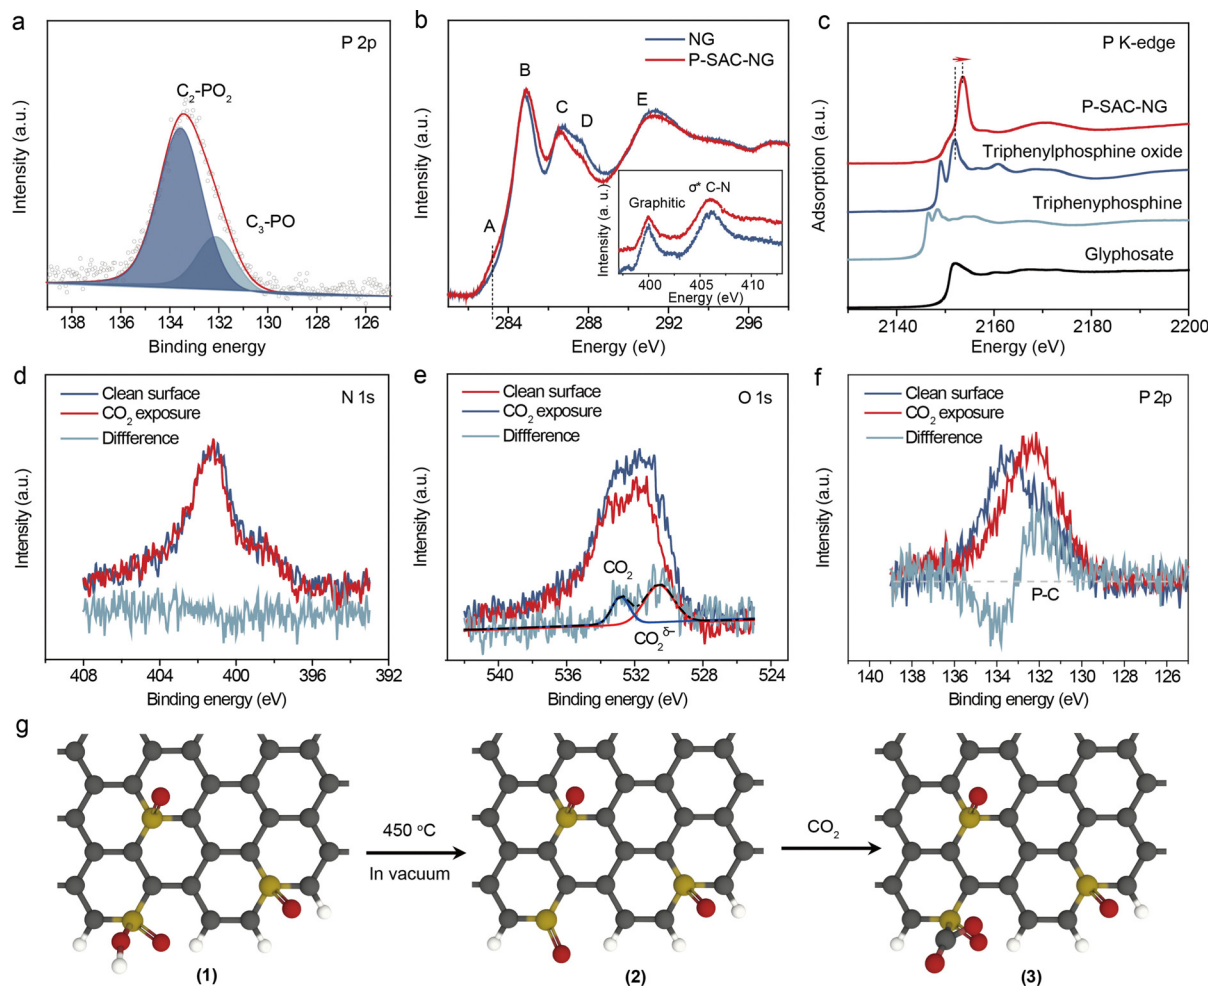 a
P 2p
C₂-PO₂
C₃-PO
Intensity (a.u.)
138 136 134 132 130 128 126
Binding energy
b
NG
P-SAC-NG
A
B
C
D
E
Intensity (a.u.)
284 288 292 296
Energy (eV)
σ* C-N
Graphitic
Intensity (a. u.)
400 405 410
Energy (eV)
c
P K-edge
P-SAC-NG
Triphenylphosphine oxide
Triphenyphosphine
Glyphosate
Adsorption (a.u.)
2140 2160 2180 2200
Energy (eV)
d
Clean surface
CO₂ exposure
Diffference
N 1s
Intensity (a.u.)
408 404 400 396 392
Binding energy (eV)
e
Clean surface
CO₂ exposure
Diffference
O 1s
CO₂
CO₂δ−
Intensity (a.u.)
540 536 532 528 524
Binding energy (eV)
f
Clean surface
CO₂ exposure
Diffference
P 2p
P-C
Intensity (a.u.)
140 138 136 134 132 130 128 126
Binding energy (eV)
g
450 °C
In vacuum
CO₂
(1)
(2)
(3)